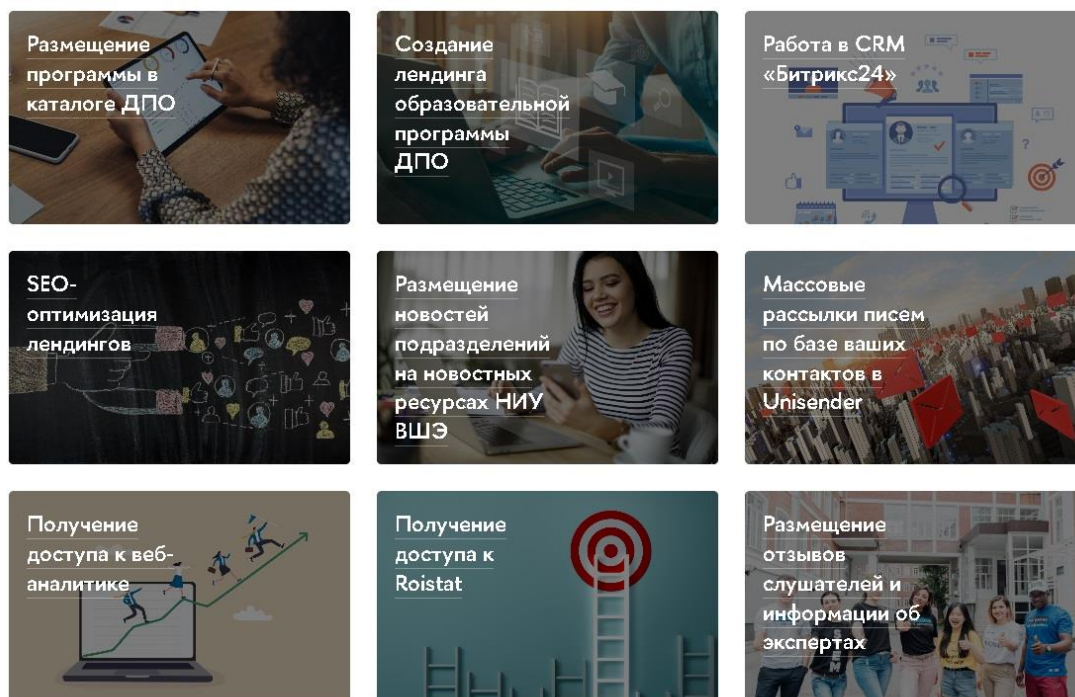 Размещение
программы в
каталоге ДПО
Создание
лендинга
образовательной
программы
ДПО
Работа в CRM
«Битрикс24»
SEO-
оптимизация
лендингов
Размещение
новостей
подразделений
на новостных
ресурсах НИУ
ВШЭ
Массовые
рассылки писем
по базе ваших
контактов в
Unisender
Получение
доступа к веб-
аналитике
Получение
доступа к
Roistat
Размещение
отзывов
слушателей и
информации об
экспертах